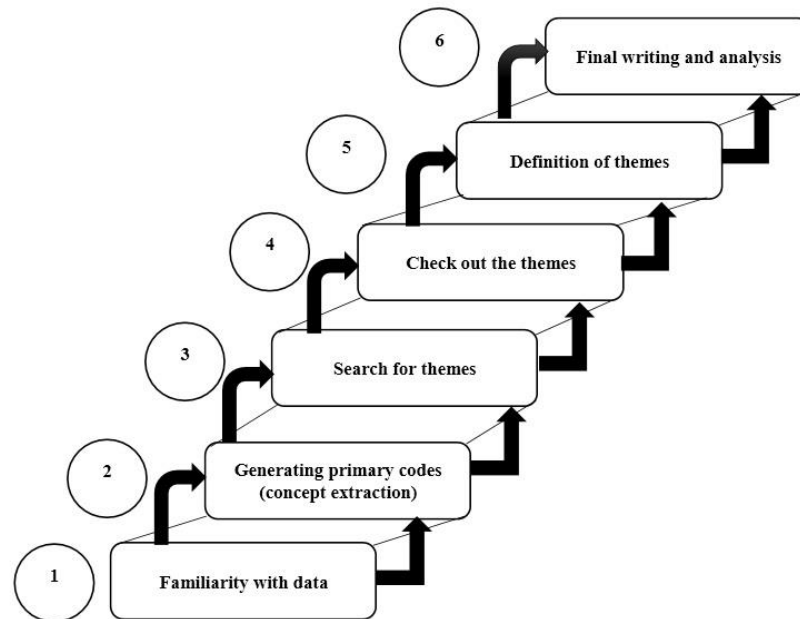 6
Final writing and analysis
5
Definition of themes
4
Check out the themes
3
Search for themes
2
Generating primary codes
(concept extraction)
1
Familiarity with data